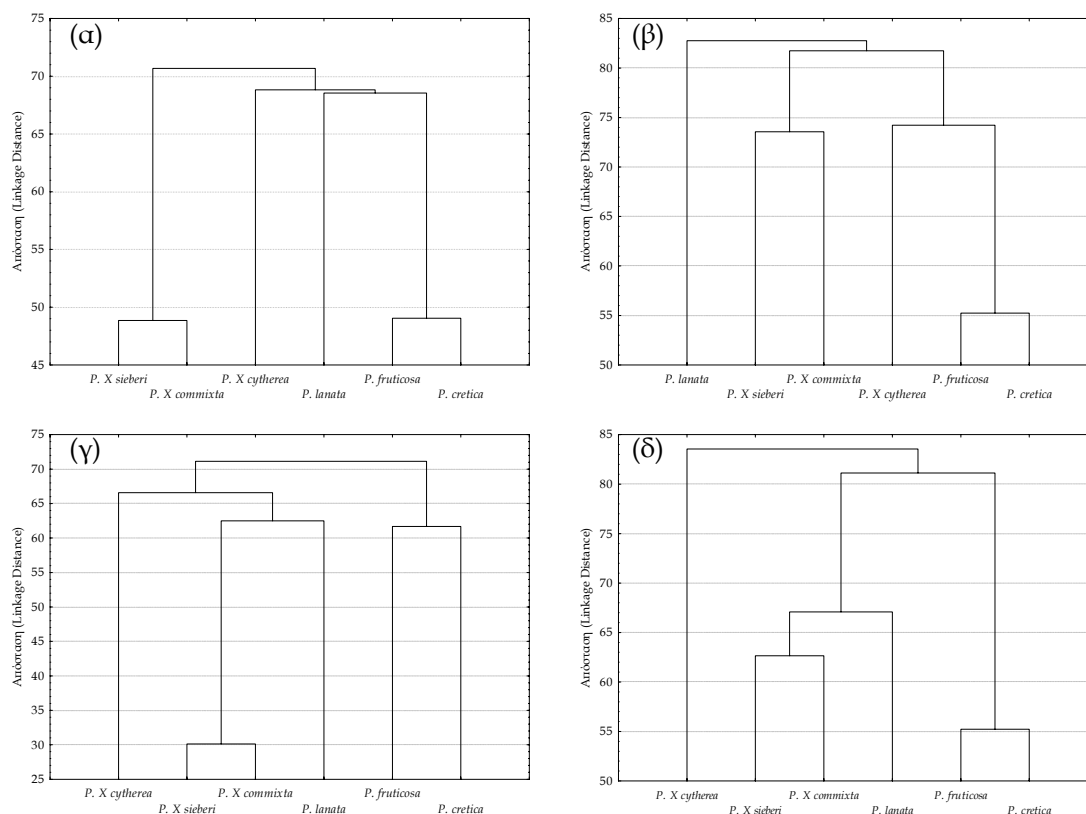 (α)
Απόσταση (Linkage Distance)
75
70
65
60
55
50
45
P. X sieberi
P. X commixta
P. X cytherea
P. lanata
P. fruticosa
P. cretica
(β)
Απόσταση (Linkage Distance)
85
80
75
70
65
60
55
50
P. lanata
P. X sieberi
P. X commixta
P. X cytherea
P. fruticosa
P. cretica
(γ)
Απόσταση (Linkage Distance)
75
70
65
60
55
50
45
40
35
30
25
P. X cytherea
P. X sieberi
P. X commixta
P. lanata
P. fruticosa
P. cretica
(δ)
Απόσταση (Linkage Distance)
85
80
75
70
65
60
55
50
P. X cytherea
P. X sieberi
P. X commixta
P. lanata
P. fruticosa
P. cretica